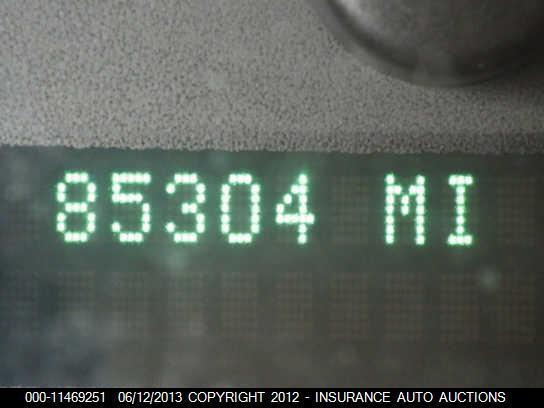 85304 MI
000-11469251 06/12/2013 COPYRIGHT 2012 - INSURANCE AUTO AUCTIONS